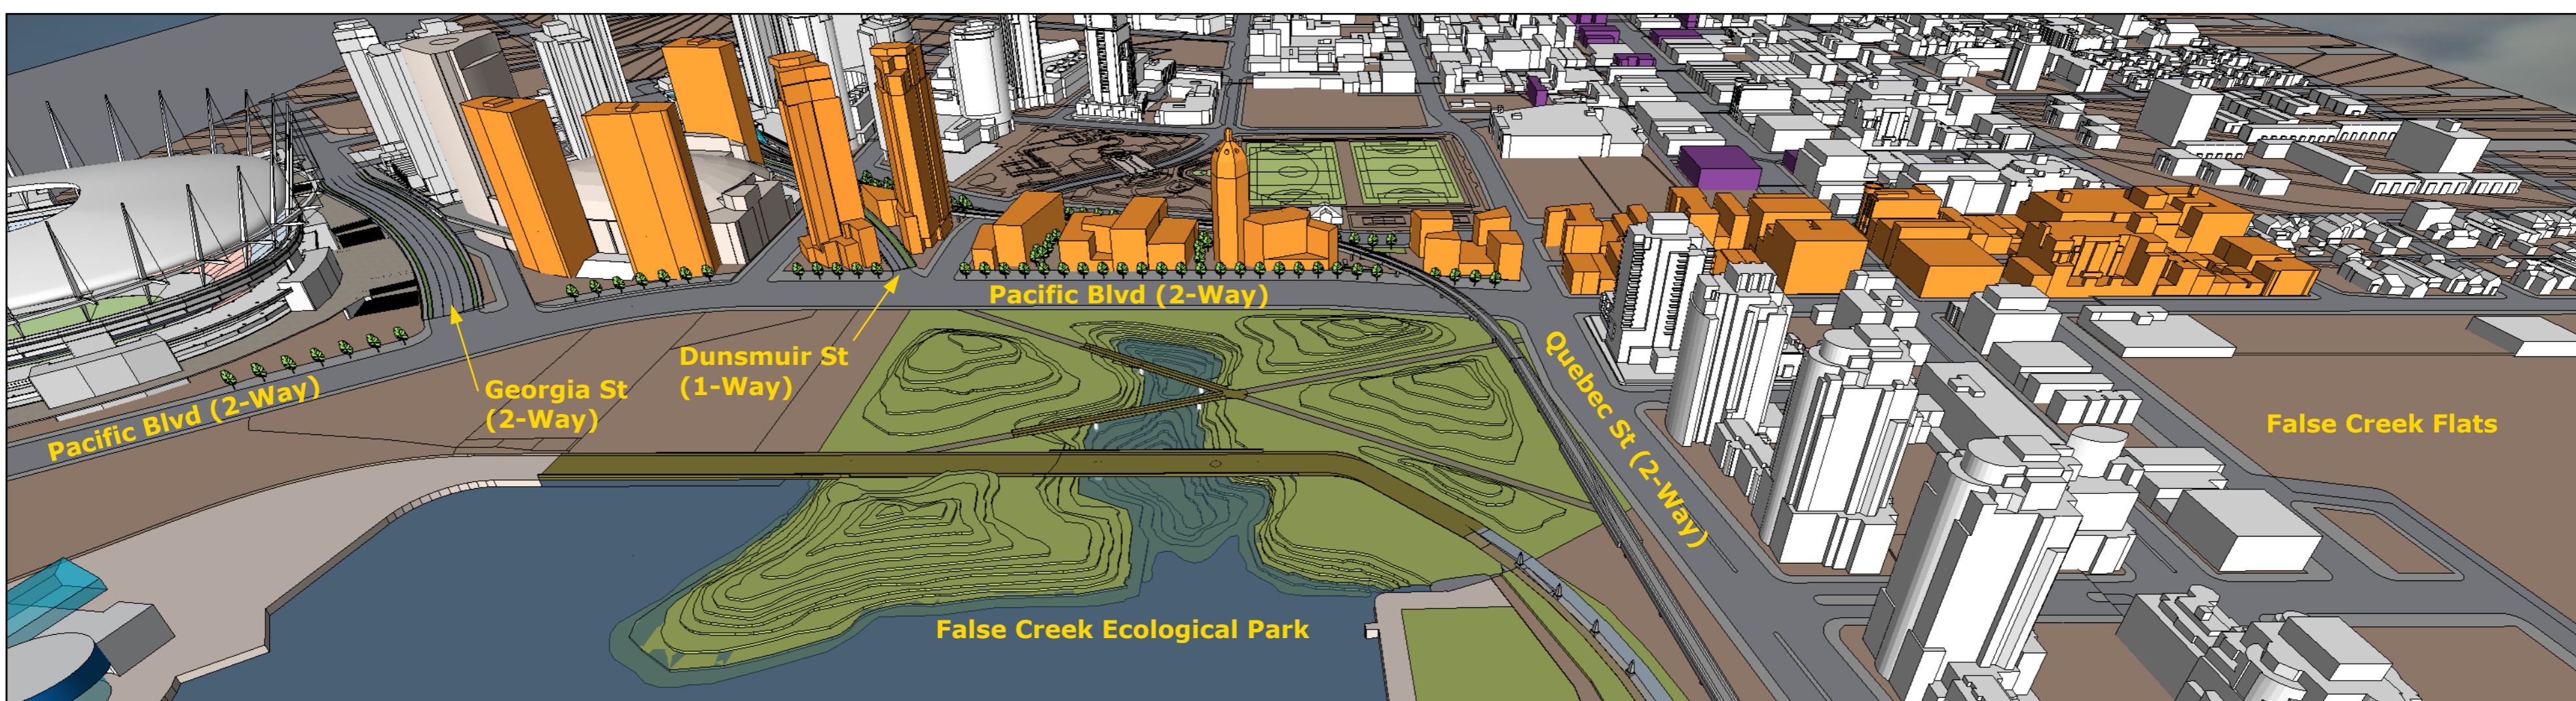 Pacific Blvd (2-Way)
Georgia St
(2-Way)
Dunsmuir St
(1-Way)
Pacific Blvd (2-Way)
Quebec St (2-Way)
False Creek Flats
False Creek Ecological Park